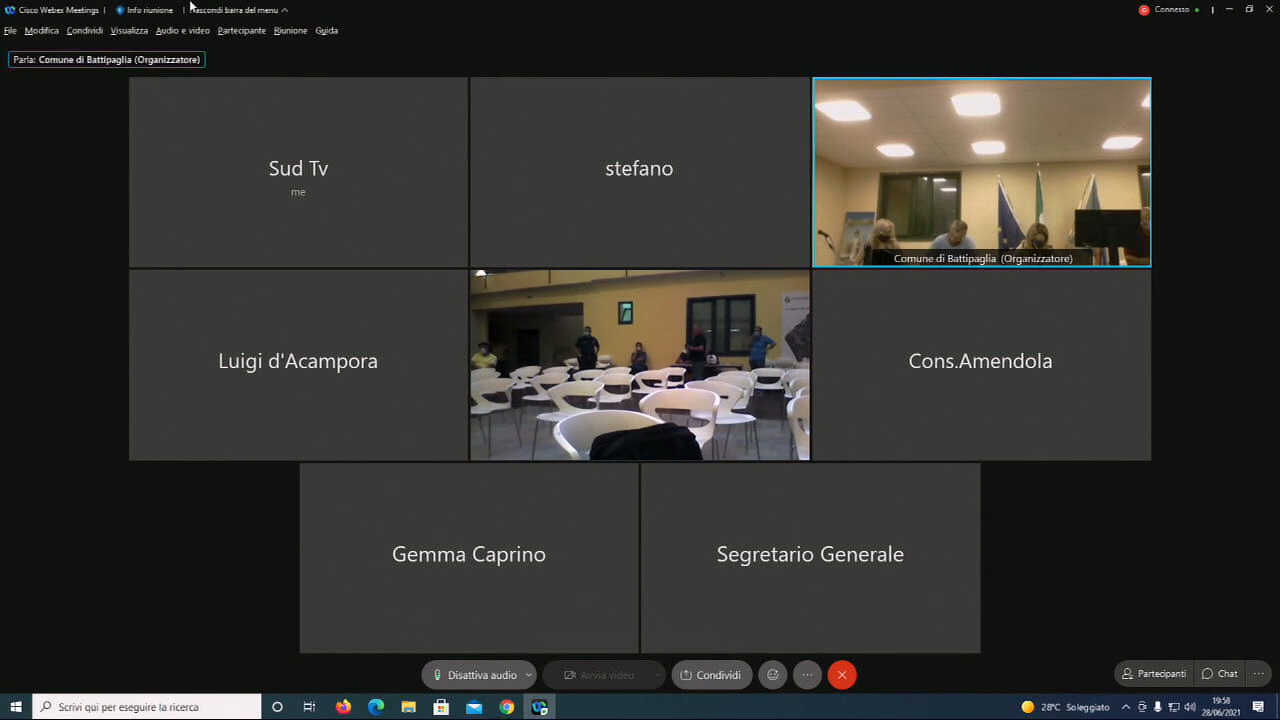 Cisco Webex Meetings
Info riunione
ascondi barra del menu
Connesso
File Modifica Condividi Visualizza Audio e video Partecipante Riunione Guida
Parla: Comune di Battipaglia (Organizzatore)
Sud Tv
me
stefano
Comune di Battipaglia (Organizzatore)
Luigi d'Acampora
Cons.Amendola
Gemma Caprino
Segretario Generale
Disattiva audio
Avvia video
Condividi
Partecipanti
Chat
Scrivi qui per eseguire la ricerca
28°C Soleggiato
19:58
28/06/2021